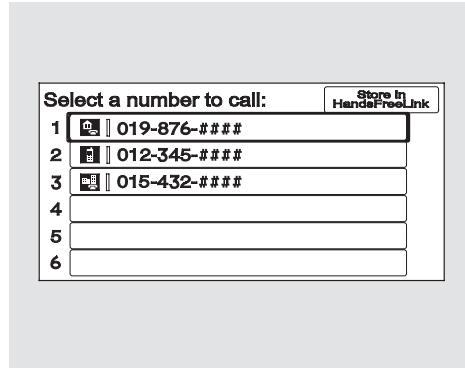 Select a number to call:
Store in
HandsFreeLink
1 019-876-####
2 012-345-####
3 015-432-####
4
5
6